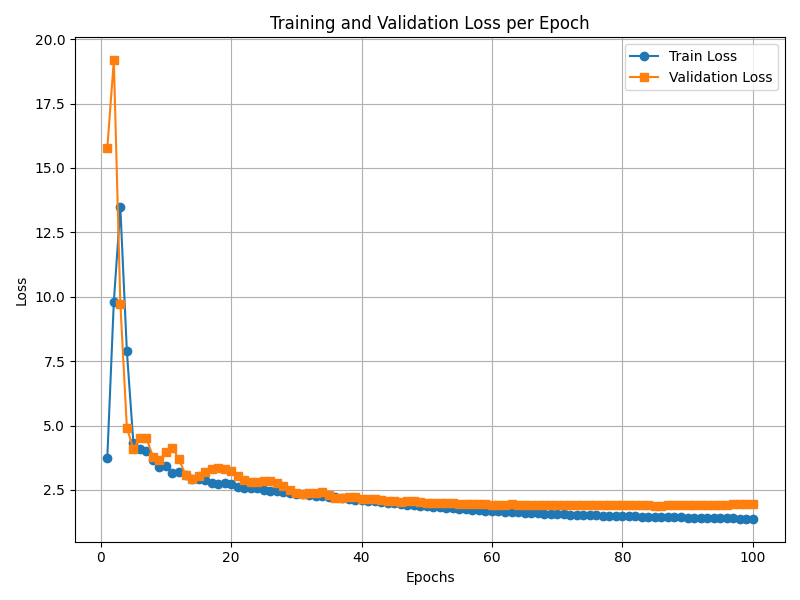 Training and Validation Loss per Epoch
Train Loss
Validation Loss
20.0
17.5
15.0
12.5
10.0
7.5
5.0
2.5
Loss
0 20 40 60 80 100
Epochs